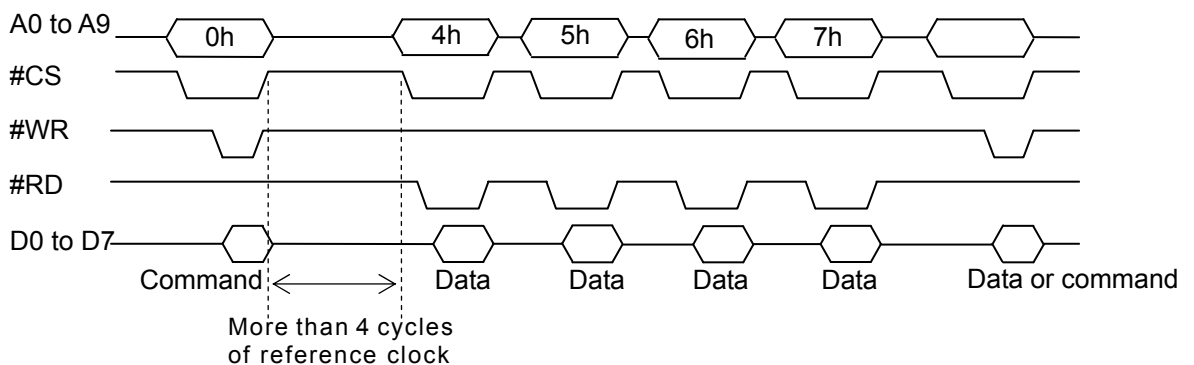 A0 to A9 0h 4h 5h 6h 7h
#CS
#WR
#RD
D0 to D7
Command Data Data Data Data Data or command
More than 4 cycles
of reference clock